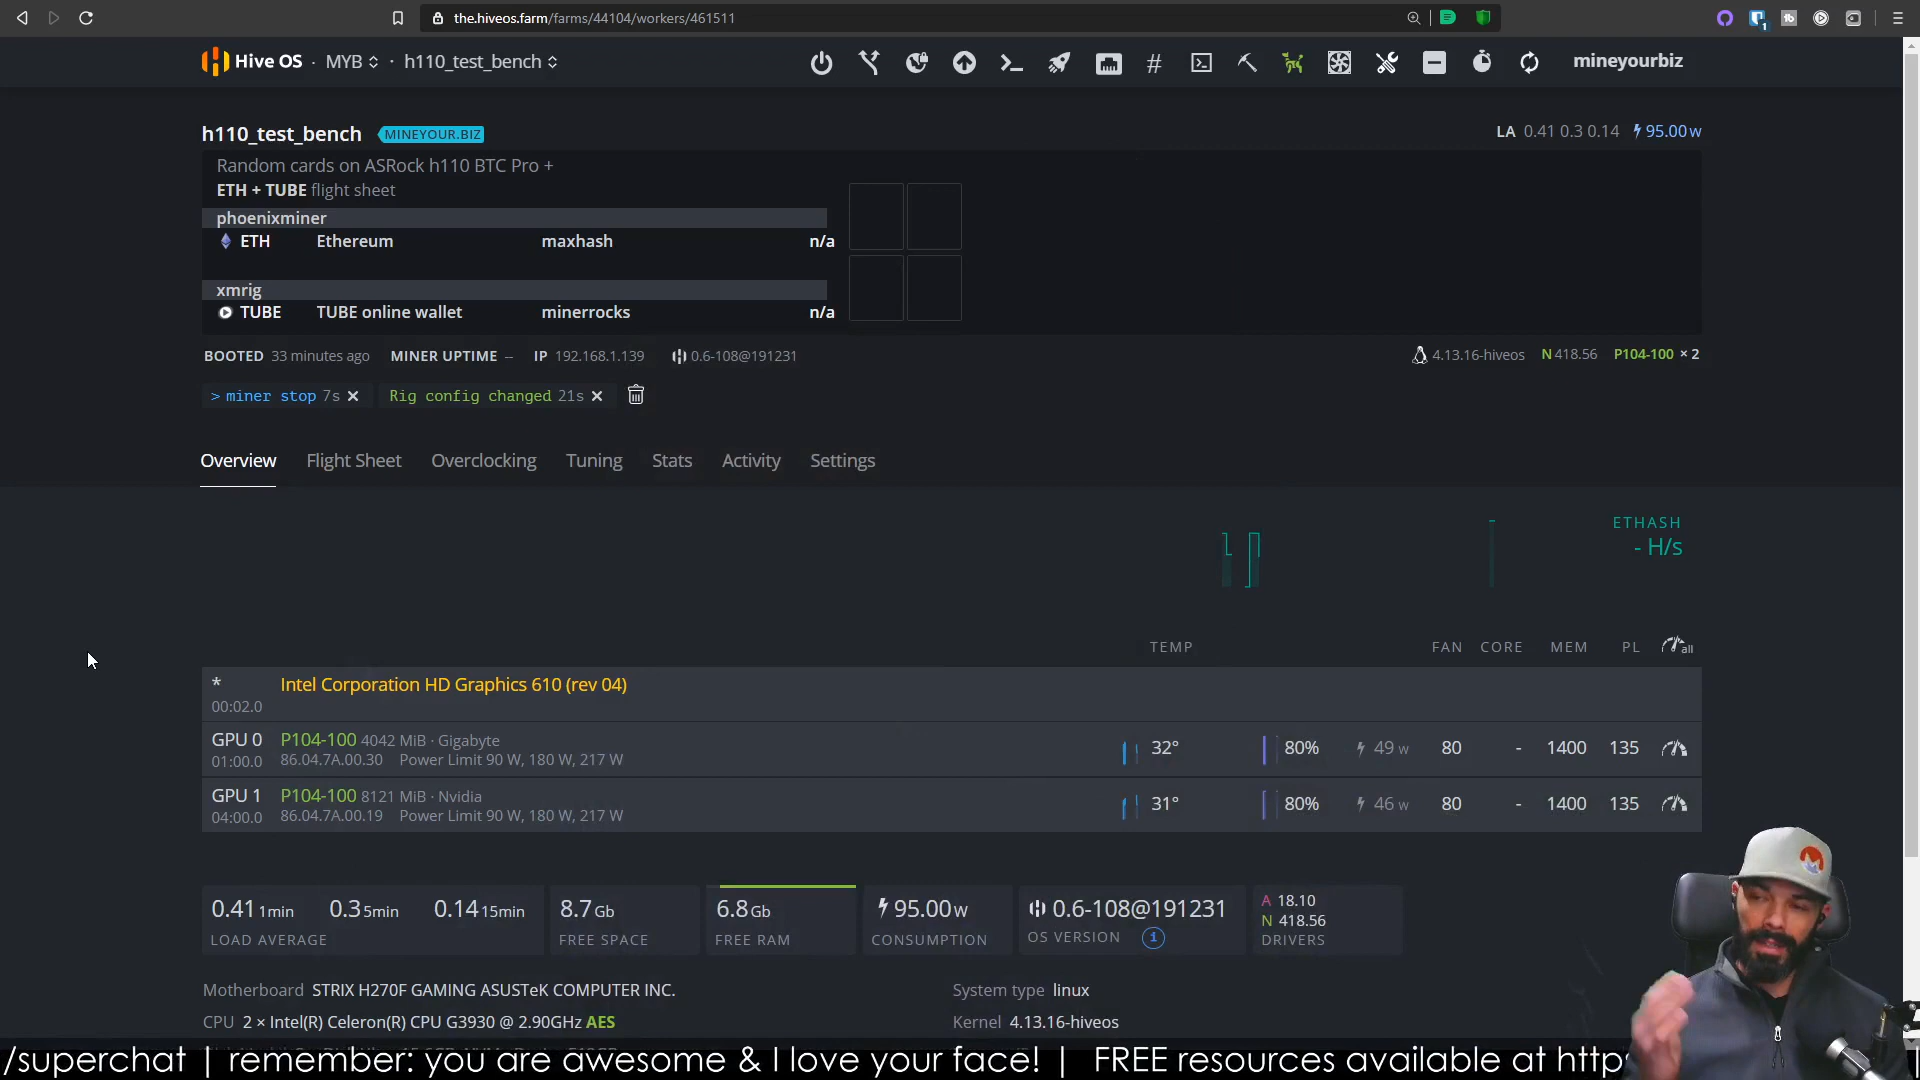 the.hiveos.farm/farms/44104/workers/461511
Hive OS · MYB · h110_test_bench
mineyourbiz
h110_test_bench MINEYOUR.BIZ
LA 0.41 0.3 0.14 95.00 w
Random cards on ASRock h110 BTC Pro +
ETH + TUBE flight sheet
phoenixminer
ETH Ethereum maxhash n/a
xmrig
TUBE TUBE online wallet minerrocks n/a
BOOTED 33 minutes ago MINER UPTIME -- IP 192.168.1.139 0.6-108@191231
4.13.16-hiveos N 418.56 P104-100 × 2
> miner stop 7s × Rig config changed 21s ×
Overview Flight Sheet Overclocking Tuning Stats Activity Settings
ETHASH
- H/s
TEMP FAN CORE MEM PL all
* Intel Corporation HD Graphics 610 (rev 04)
00:02.0
GPU 0 P104-100 4042 MiB · Gigabyte 32° 80% 49 w 80 - 1400 135
01:00.0 86.04.7A.00.30 Power Limit 90 W, 180 W, 217 W
GPU 1 P104-100 8121 MiB · Nvidia 31° 80% 46 w 80 - 1400 135
04:00.0 86.04.7A.00.19 Power Limit 90 W, 180 W, 217 W
0.41 1min 0.3 5min 0.14 15min
LOAD AVERAGE
8.7 Gb
FREE SPACE
6.8 Gb
FREE RAM
95.00 w
CONSUMPTION
0.6-108@191231
OS VERSION
A 18.10
N 418.56
DRIVERS
Motherboard STRIX H270F GAMING ASUSTeK COMPUTER INC.
System type linux
CPU 2 × Intel(R) Celeron(R) CPU G3930 @ 2.90GHz AES
Kernel 4.13.16-hiveos
/superchat | remember: you are awesome & I love your face! | FREE resources available at http